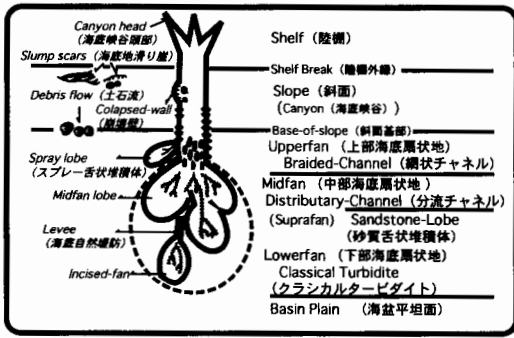 Canyon head
(海底峡谷頭部)
Slump scars (海底地滑り崖)
Debris flow (土石流)
Colapsed-wall
(崩壊壁)
Spray lobe
(スプレー舌状堆積体)
Midfan lobe
Levee
(海底自然堤防)
Incised-fan
Shelf (陸棚)
Shelf Break (陸棚外縁)
Slope (斜面)
(Canyon (海底峡谷))
Base-of-slope (斜面基部)
Upperfan (上部海底扇状地)
Braided-Channel (網状チャネル)
Midfan (中部海底扇状地)
Distributary-Channel (分流チャネル)
(Suprafan) Sandstone-Lobe
(砂質舌状堆積体)
Lowerfan (下部海底扇状地)
Classical Turbidite
(クラシカルタービダイト)
Basin Plain (海盆平坦面)